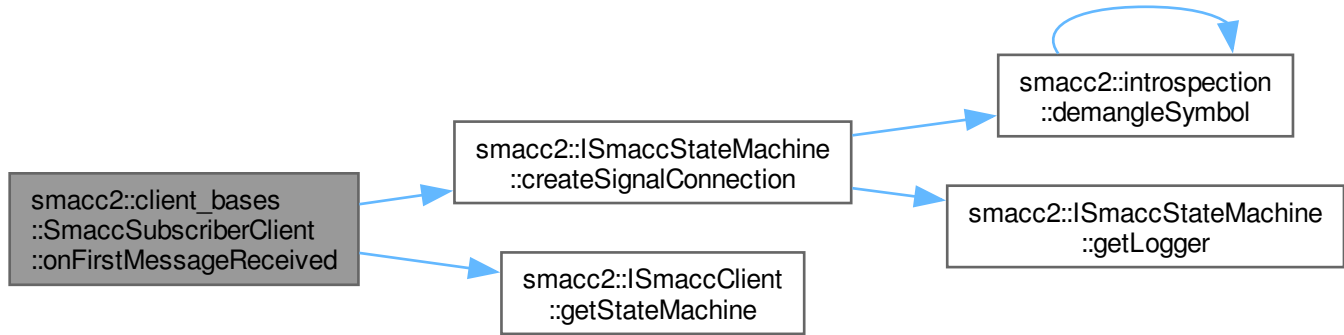 smacc2::client_bases
::SmaccSubscriberClient
::onFirstMessageReceived
smacc2::ISmaccStateMachine
::createSignalConnection
smacc2::introspection
::demangleSymbol
smacc2::ISmaccStateMachine
::getLogger
smacc2::ISmaccClient
::getStateMachine